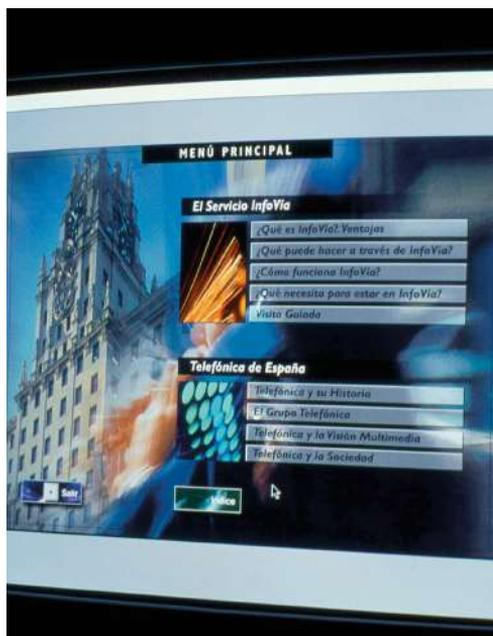 MENÚ PRINCIPAL
El Servicio InfoVía
¿Qué es InfoVía?. Ventajas
¿Qué puede hacer a través de InfoVía?
¿Cómo funciona InfoVía?
¿Qué necesita para estar en InfoVía?
Visita Guiada
Telefónica de España
Telefónica y su Historia
El Grupo Telefónica
Telefónica y la Visión Multimedia
Telefónica y la Sociedad
Salir
Indice